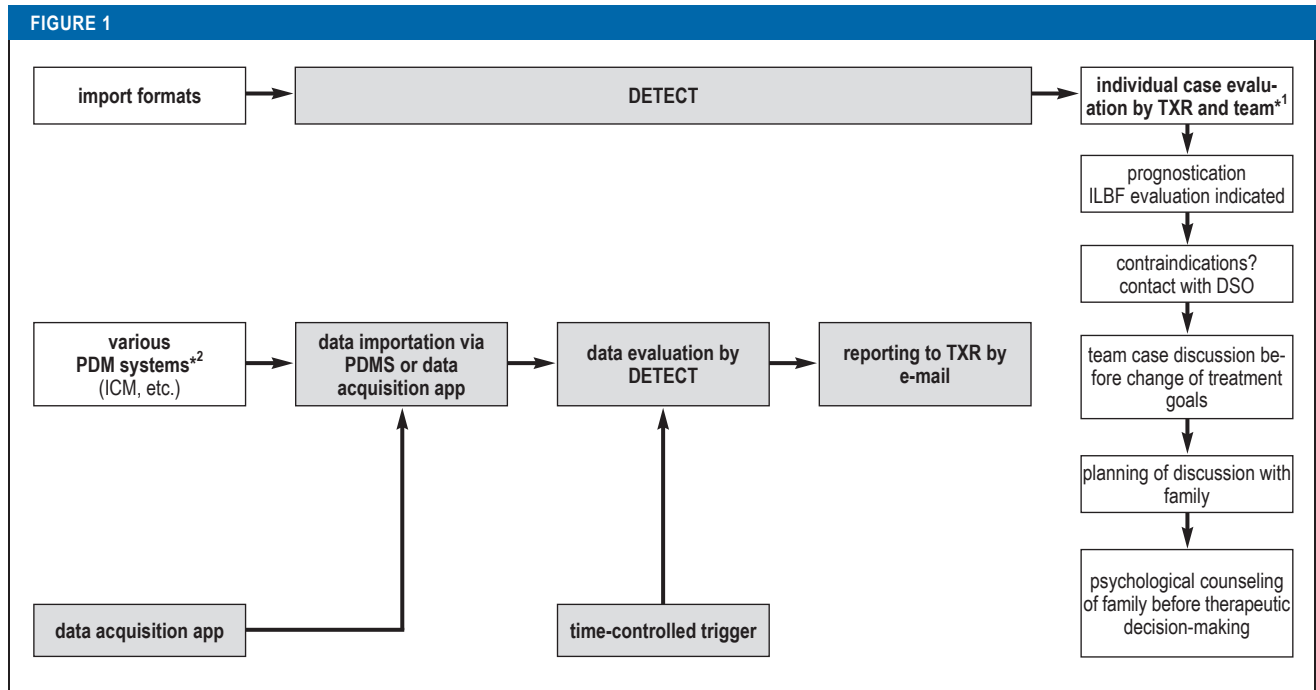 FIGURE 1
import formats
DETECT
individual case evalu-
ation by TXR and team*1
prognostication
ILBF evaluation indicated
contraindications?
contact with DSO
various
PDM systems*2
(ICM, etc.)
data importation via
PDMS or data
acquisition app
data evaluation by
DETECT
reporting to TXR by
e-mail
team case discussion be-
fore change of treatment
goals
planning of discussion with
family
data acquisition app
time-controlled trigger
psychological counseling
of family before therapeutic
decision-making